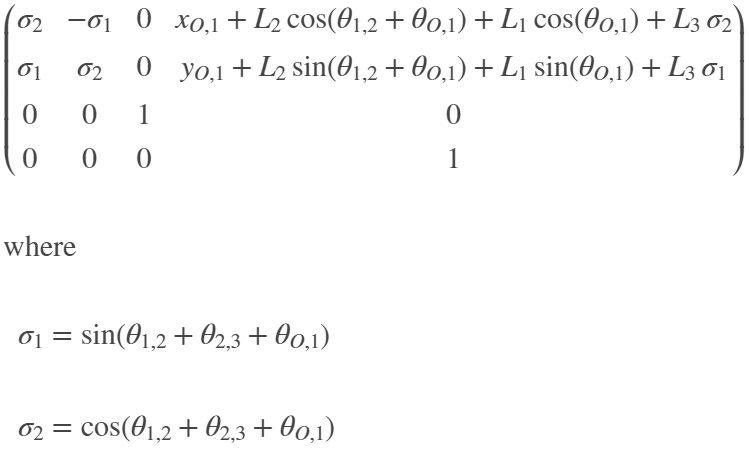 σ₂ −σ₁ 0 x_{O,1} + L₂ cos(θ_{1,2} + θ_{O,1}) + L₁ cos(θ_{O,1}) + L₃ σ₂
σ₁ σ₂ 0 y_{O,1} + L₂ sin(θ_{1,2} + θ_{O,1}) + L₁ sin(θ_{O,1}) + L₃ σ₁
0 0 1 0
0 0 0 1
where
σ₁ = sin(θ_{1,2} + θ_{2,3} + θ_{O,1})
σ₂ = cos(θ_{1,2} + θ_{2,3} + θ_{O,1})